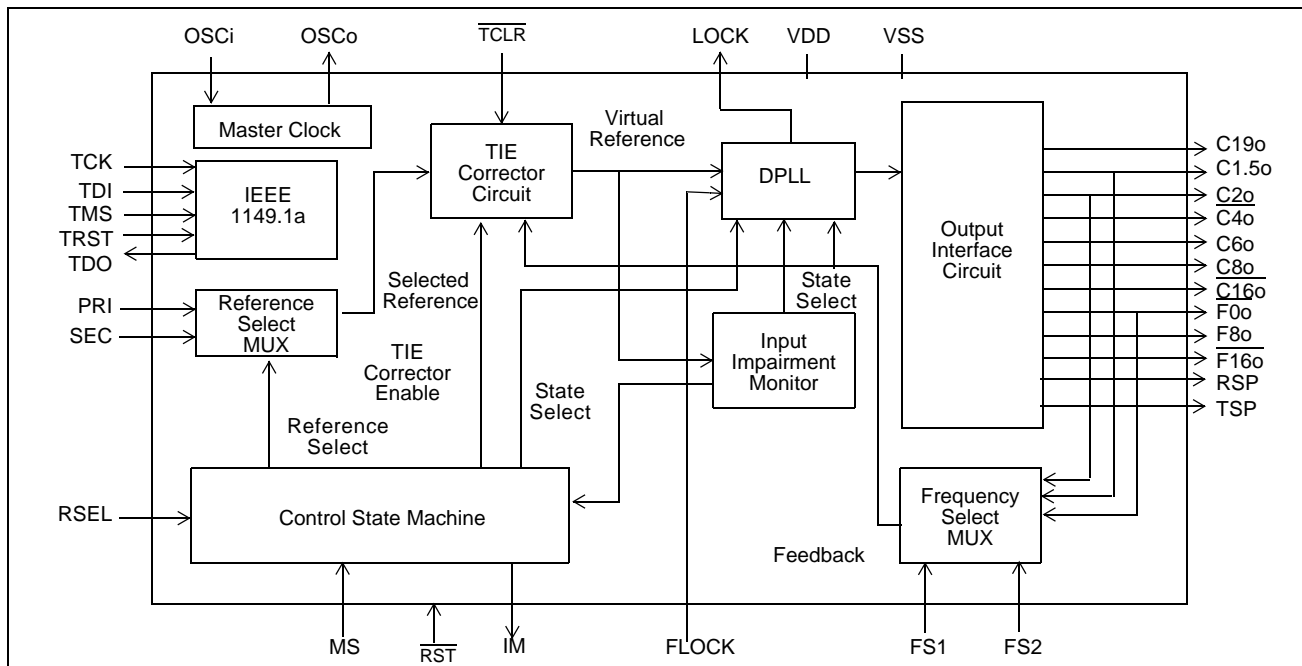 OSCi
OSCo
TCLR
LOCK
VDD
VSS
Master Clock
TCK
TDI
TMS
TRST
TDO
IEEE
1149.1a
TIE
Corrector
Circuit
Virtual
Reference
DPLL
Output
Interface
Circuit
C19o
C1.5o
C2o
C4o
C6o
C8o
C16o
F0o
F8o
F16o
RSP
TSP
PRI
SEC
Reference
Select
MUX
Selected
Reference
TIE
Corrector
Enable
State
Select
State
Select
Input
Impairment
Monitor
Reference
Select
RSEL
Control State Machine
Frequency
Select
MUX
Feedback
MS
RST
IM
FLOCK
FS1
FS2